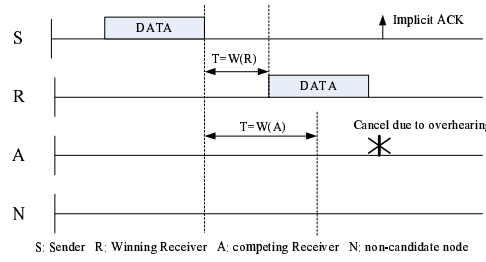 Implicit ACK
S
DATA
T=W(R)
R
DATA
T=W(A)
Cancel due to overhearing
A
N
S: Sender R: Winning Receiver A: competing Receiver N: non-candidate node